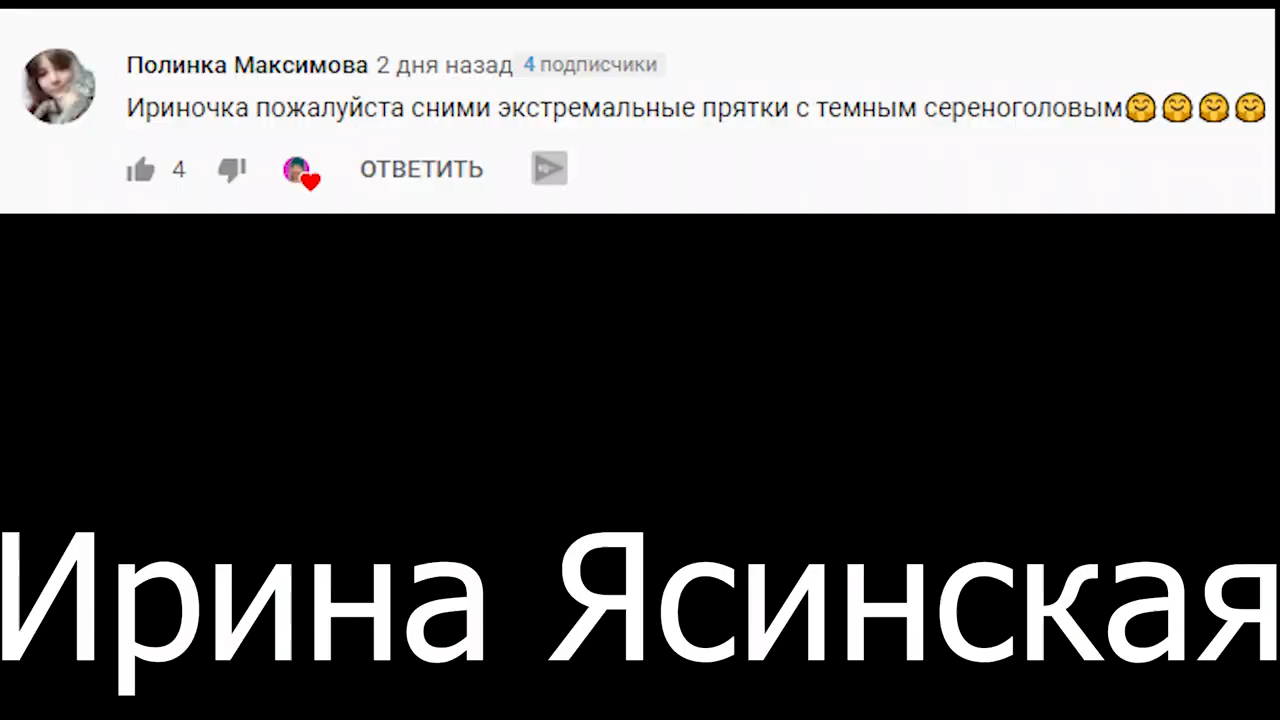 Полинка Максимова 2 дня назад 4 подписчики
Ириночка пожалуйста сними экстремальные прятки с темным сереноголовым🤗🤗🤗🤗
4 ОТВЕТИТЬ
Ирина Ясинская